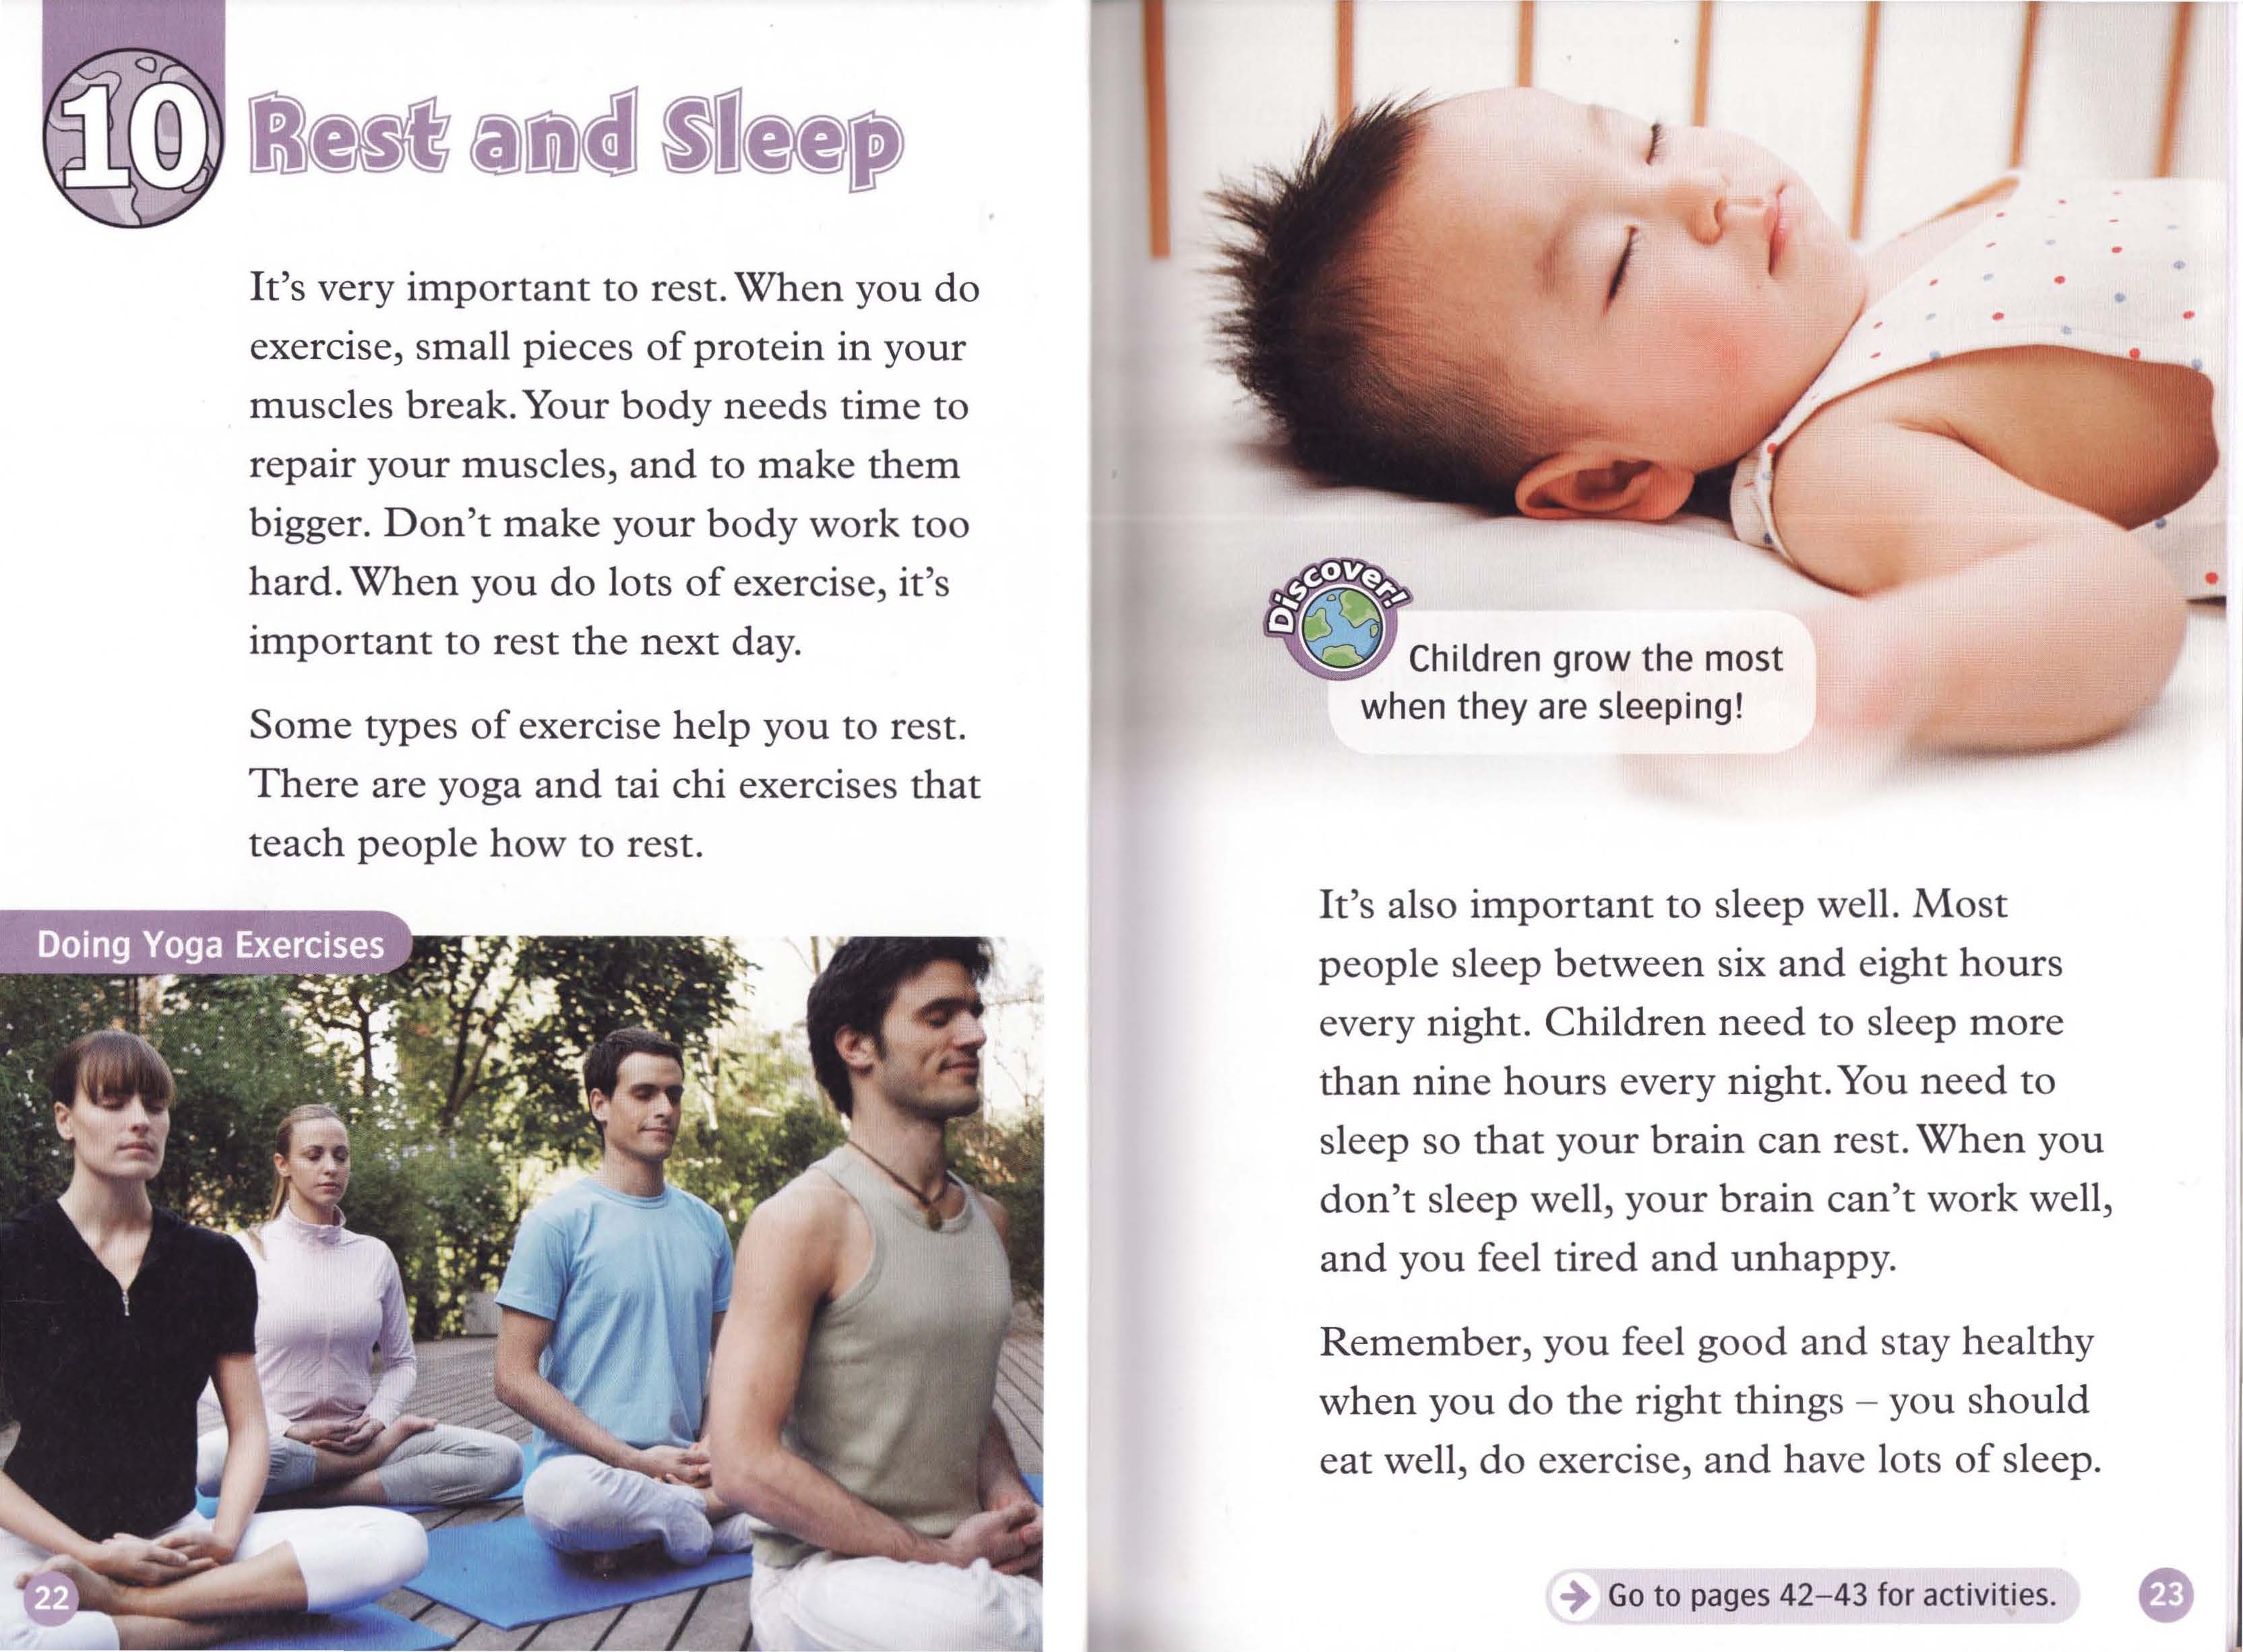 10
Rest and Sleep
It's very important to rest. When you do
exercise, small pieces of protein in your
muscles break. Your body needs time to
repair your muscles, and to make them
bigger. Don't make your body work too
hard. When you do lots of exercise, it's
important to rest the next day.
Some types of exercise help you to rest.
There are yoga and tai chi exercises that
teach people how to rest.
Doing Yoga Exercises
22
Discover!
Children grow the most
when they are sleeping!
It's also important to sleep well. Most
people sleep between six and eight hours
every night. Children need to sleep more
than nine hours every night. You need to
sleep so that your brain can rest. When you
don't sleep well, your brain can't work well,
and you feel tired and unhappy.
Remember, you feel good and stay healthy
when you do the right things – you should
eat well, do exercise, and have lots of sleep.
Go to pages 42–43 for activities.
23